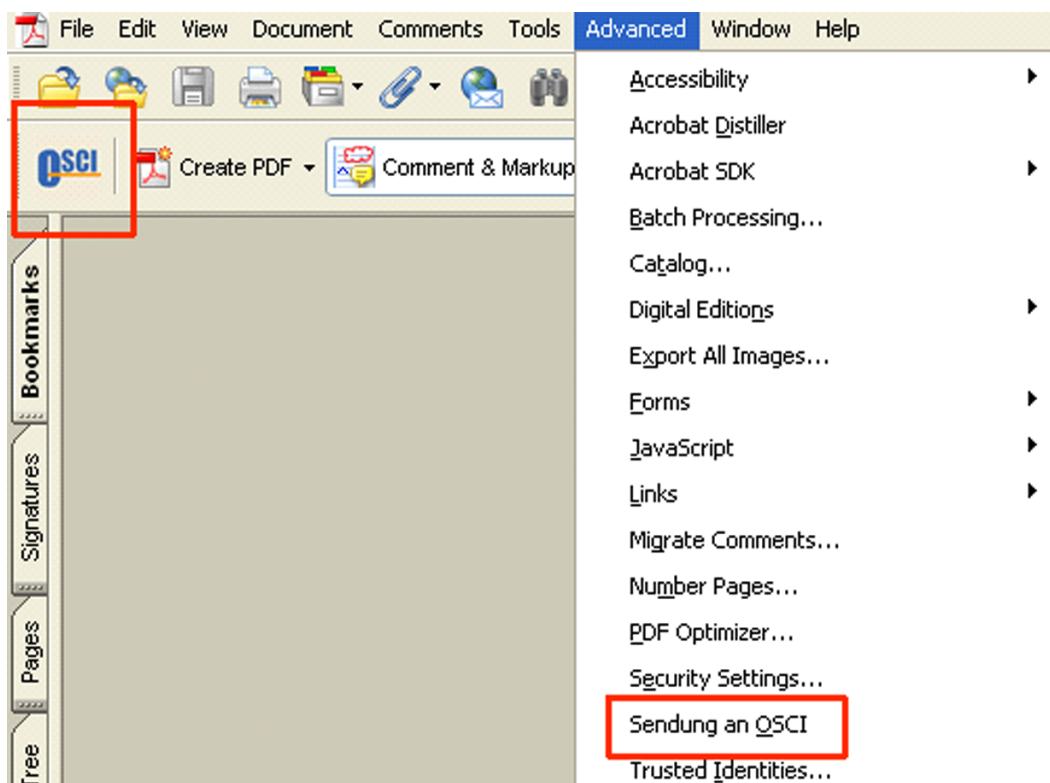 File Edit View Document Comments Tools Advanced Window Help
OSCI
Create PDF
Comment & Markup
Bookmarks
Signatures
Pages
Tree
Accessibility
Acrobat Distiller
Acrobat SDK
Batch Processing...
Catalog...
Digital Editions
Export All Images...
Forms
JavaScript
Links
Migrate Comments...
Number Pages...
PDF Optimizer...
Security Settings...
Sendung an OSCI
Trusted Identities...